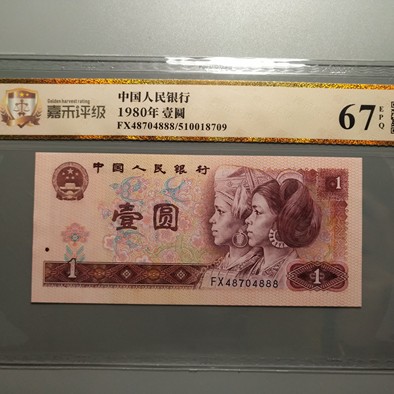 Golden harvest rating
嘉禾评级
中国人民银行
1980年 壹圆
FX48704888/510018709
67
EPQ
中国人民银行
1
壹圆
FX48704888
1
1